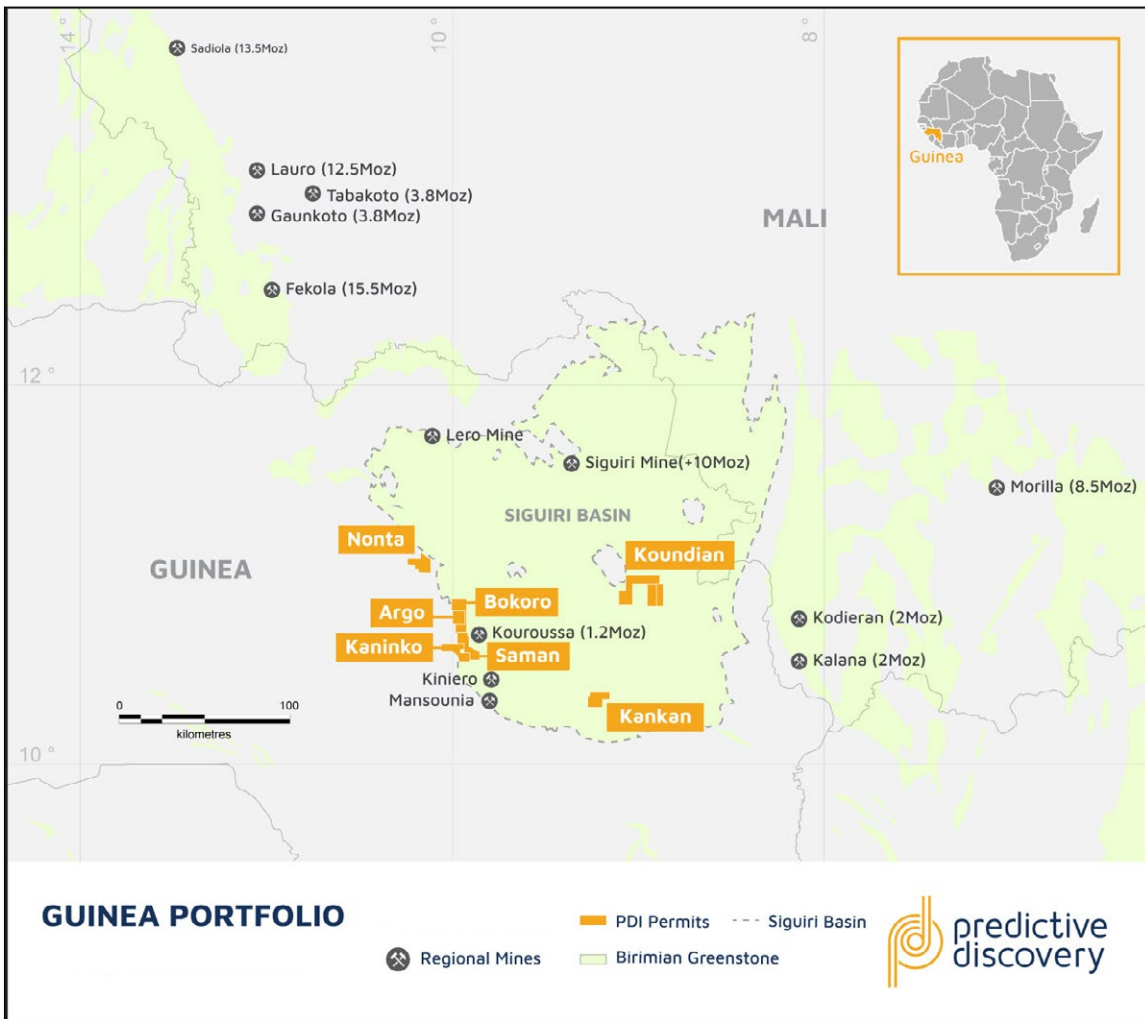 14 °
10 °
8 °
Sadiola (13.5Moz)
Guinea
Lauro (12.5Moz)
Tabakoto (3.8Moz)
Gaunkoto (3.8Moz)
MALI
Fekola (15.5Moz)
12 °
Lero Mine
Siguiri Mine(+10Moz)
Morilla (8.5Moz)
SIGUIRI BASIN
Nonta
Koundian
GUINEA
Bokoro
Argo
Kouroussa (1.2Moz)
Kodieran (2Moz)
Kaninko
Saman
Kalana (2Moz)
Kiniero
Mansounia
Kankan
0 100
kilometres
10 °
GUINEA PORTFOLIO
PDI Permits
Siguiri Basin
Regional Mines
Birimian Greenstone
predictive
discovery